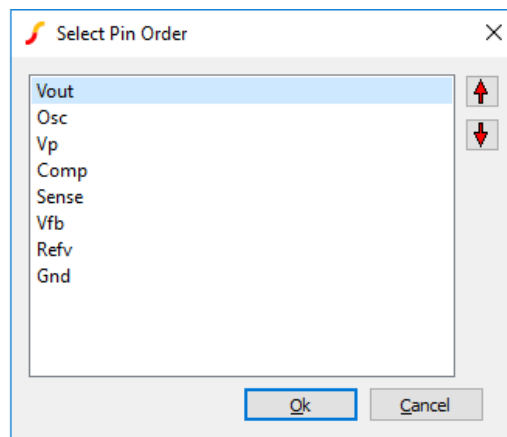 Select Pin Order
Vout
Osc
Vp
Comp
Sense
Vfb
Refv
Gnd
Ok
Cancel